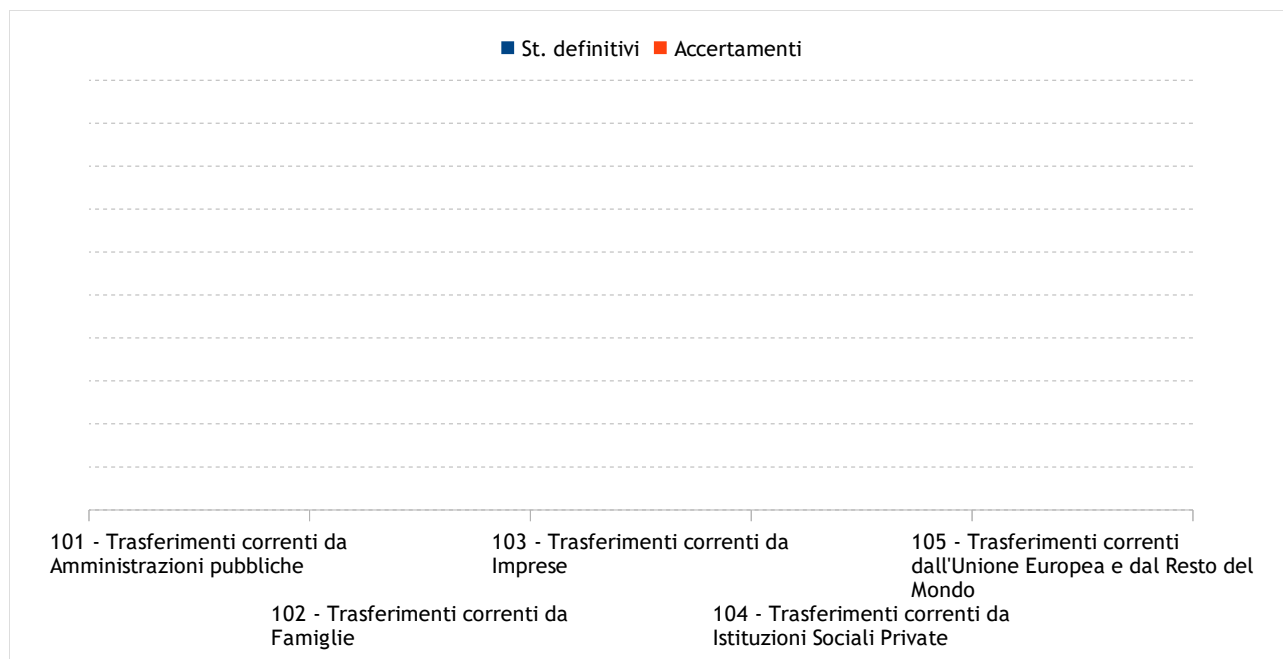 St. definitivi Accertamenti
101 - Trasferimenti correnti da
Amministrazioni pubbliche
102 - Trasferimenti correnti da
Famiglie
103 - Trasferimenti correnti da
Imprese
104 - Trasferimenti correnti da
Istituzioni Sociali Private
105 - Trasferimenti correnti
dall'Unione Europea e dal Resto del
Mondo